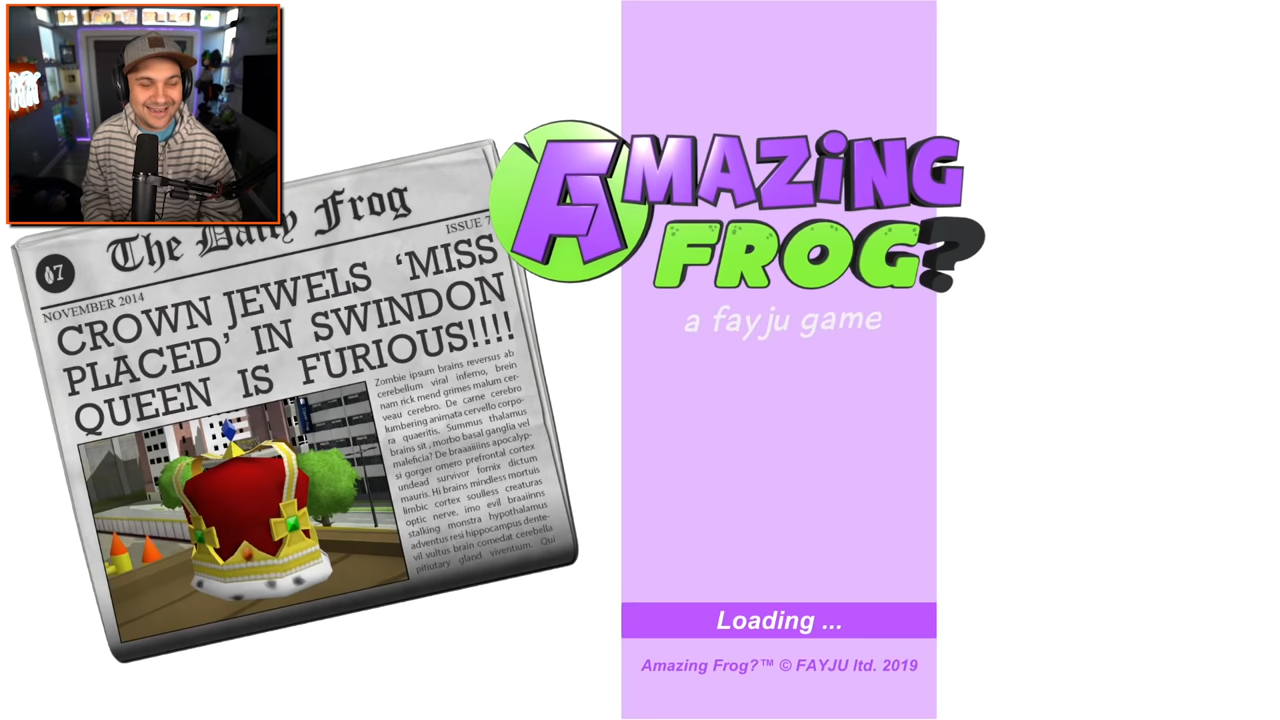 The Daily Frog
ISSUE 7
07
NOVEMBER 2014
CROWN JEWELS ‘MISS
PLACED’ IN SWINDON
QUEEN IS FURIOUS!!!!
Zombie ipsum brains reversus ab
cerebellum viral inferno, brein
nam rick mend grimes malum cer-
veau cerebro. De carne cerebro
lumbering animata cervello corpo-
ra quaeritis. Summus thalamus
brains sit , morbo basal ganglia vel
maleficia? De braaaiiiins apocalyp-
si gorger omero prefrontal cortex
undead survivor fornix dictum
mauris. Hi brains mindless mortuis
limbic cortex soulless creaturas
optic nerve, imo evil braaiinns
stalking monstra hypothalamus
adventus resi hippocampus dente-
vil vultus brain comedat cerebella
pitiutary gland viventium. Qui
AMAZiNG
FROG?
a fayju game
Loading ...
Amazing Frog?™ © FAYJU ltd. 2019